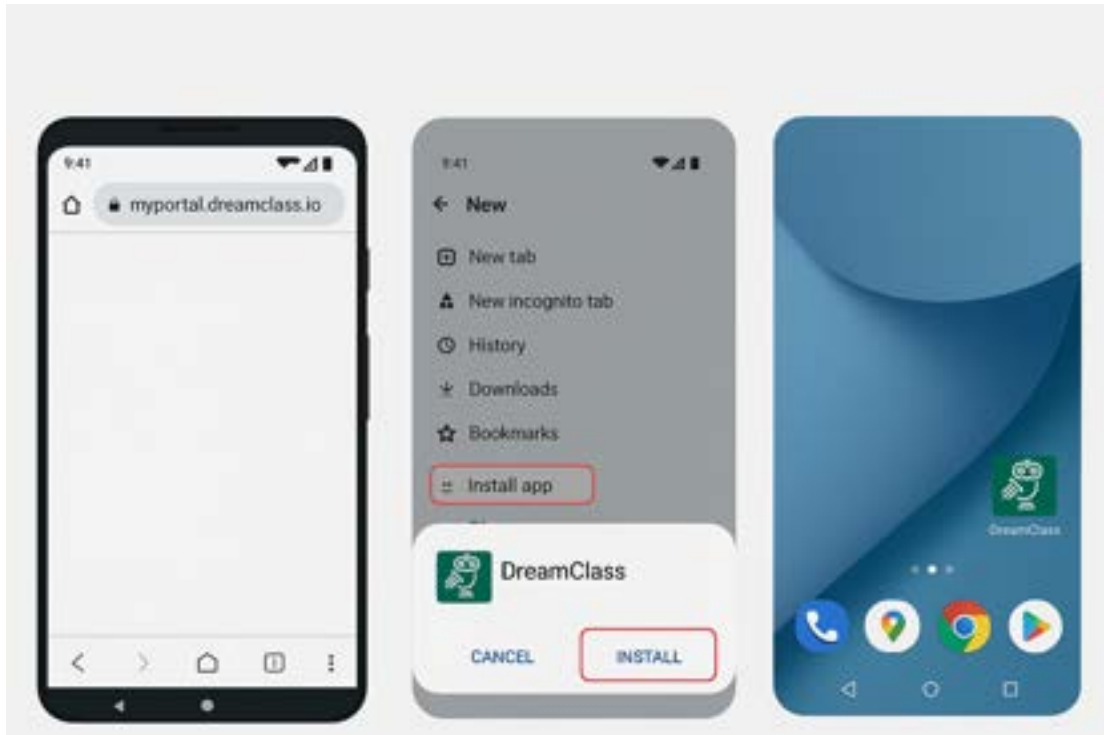 9:41
myportal.dreamclass.io
9:41
New
New tab
New incognito tab
History
Downloads
Bookmarks
Install app
DreamClass
CANCEL
INSTALL
DreamClass